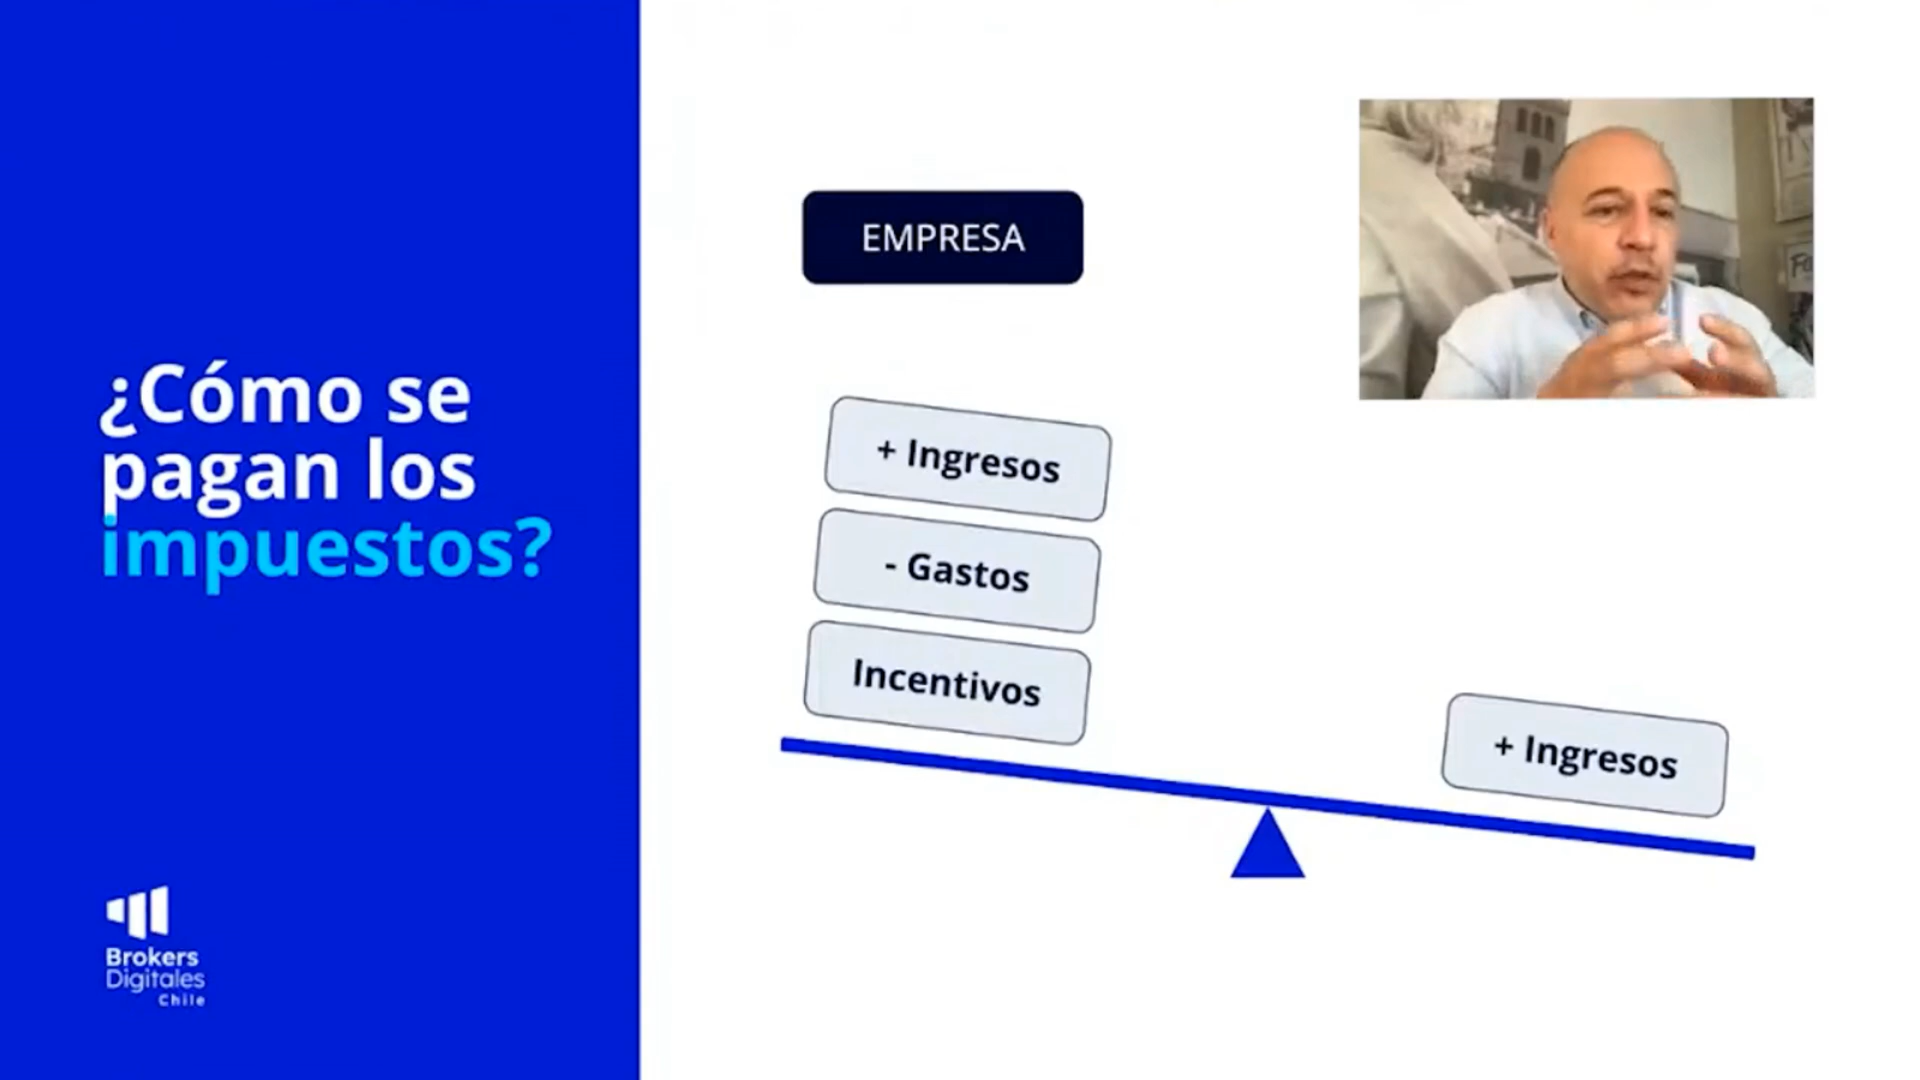 ¿Cómo se
pagan los
impuestos?
EMPRESA
+ Ingresos
- Gastos
Incentivos
+ Ingresos
Brokers
Digitales
Chile